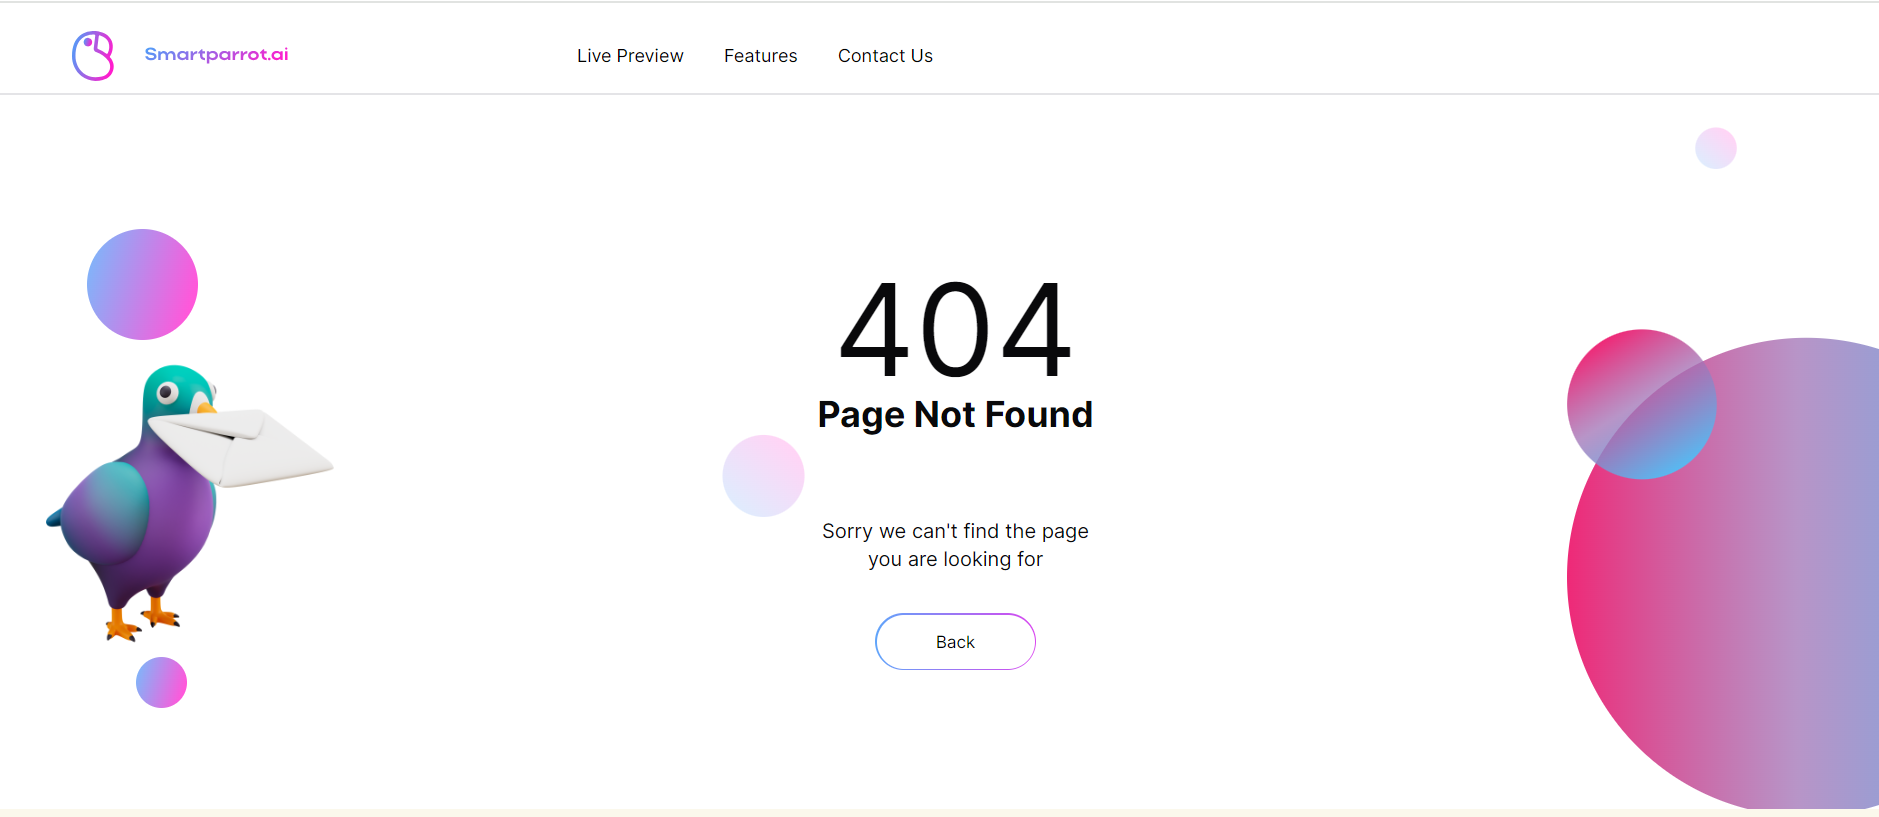 Smartparrot.ai
Live Preview
Features
Contact Us
404
Page Not Found
Sorry we can't find the page
you are looking for
Back